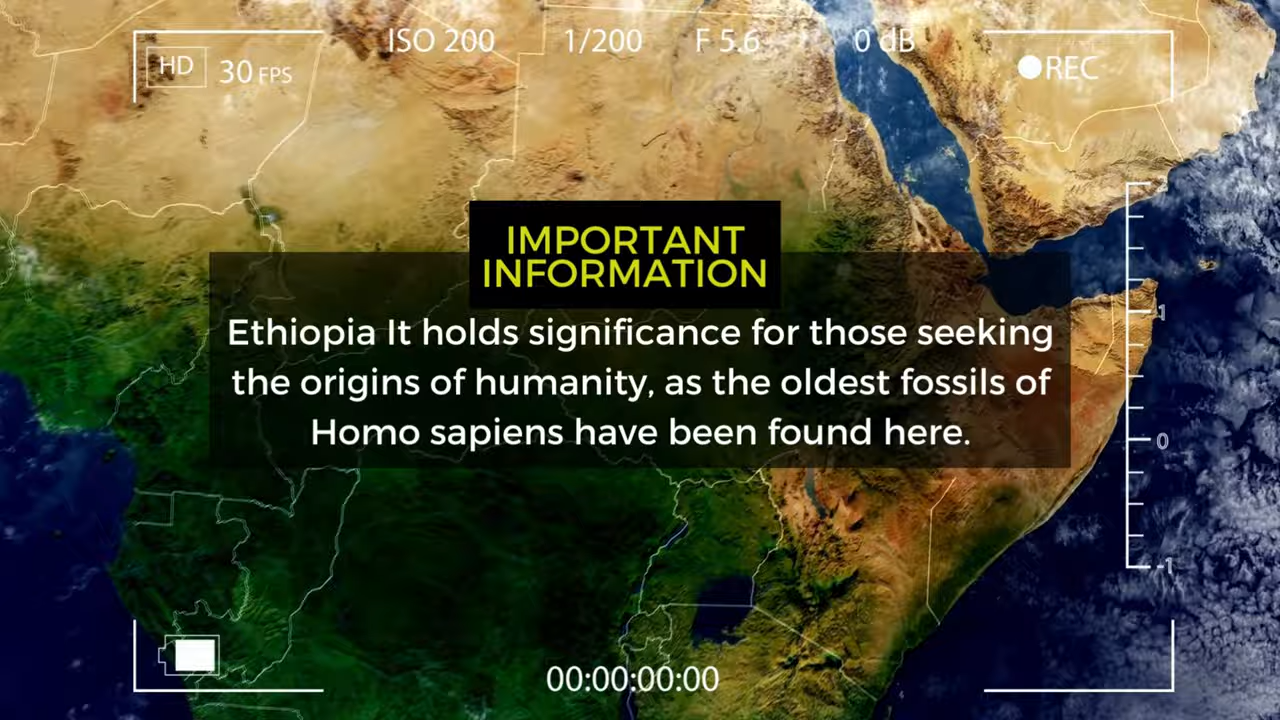 ISO 200 1/200 F 5.6 0 dB
HD 30 FPS REC
IMPORTANT
INFORMATION
Ethiopia It holds significance for those seeking
the origins of humanity, as the oldest fossils of
Homo sapiens have been found here.
1
0
-1
00:00:00:00